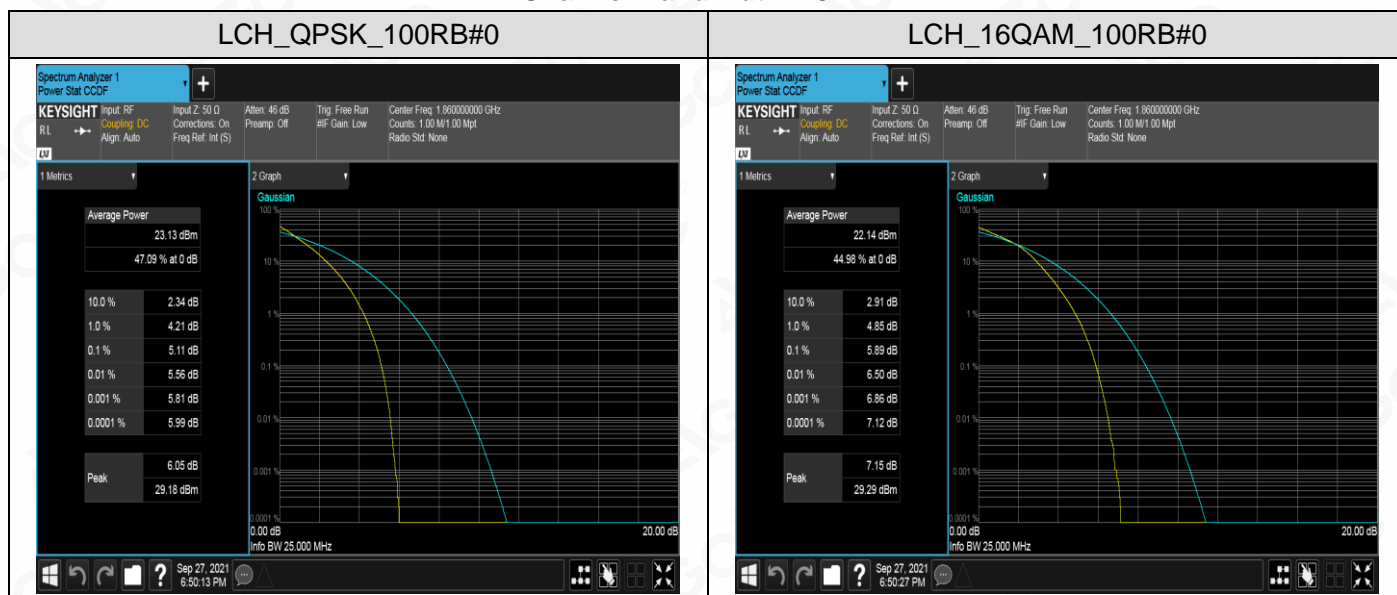 LCH_QPSK_100RB#0
Spectrum Analyzer 1
Power Stat CCDF
+
KEYSIGHT
RL
Input: RF
Coupling: DC
Align: Auto
Input Z: 50 Ω
Corrections: On
Freq Ref: Int (S)
Atten: 46 dB
Preamp: Off
Trig: Free Run
#IF Gain: Low
Center Freq: 1.860000000 GHz
Counts: 1.00 M/1.00 Mpt
Radio Std: None
1 Metrics
Average Power
23.13 dBm
47.09 % at 0 dB
10.0 % 2.34 dB
1.0 % 4.21 dB
0.1 % 5.11 dB
0.01 % 5.56 dB
0.001 % 5.81 dB
0.0001 % 5.99 dB
Peak
6.05 dB
29.18 dBm
2 Graph
Gaussian
100 %
10 %
1 %
0.1 %
0.01 %
0.001 %
0.0001 %
0.00 dB 20.00 dB
Info BW 25.000 MHz
?
Sep 27, 2021
6:50:13 PM
LCH_16QAM_100RB#0
Spectrum Analyzer 1
Power Stat CCDF
+
KEYSIGHT
RL
Input: RF
Coupling: DC
Align: Auto
Input Z: 50 Ω
Corrections: On
Freq Ref: Int (S)
Atten: 46 dB
Preamp: Off
Trig: Free Run
#IF Gain: Low
Center Freq: 1.860000000 GHz
Counts: 1.00 M/1.00 Mpt
Radio Std: None
1 Metrics
Average Power
22.14 dBm
44.98 % at 0 dB
10.0 % 2.91 dB
1.0 % 4.85 dB
0.1 % 5.89 dB
0.01 % 6.50 dB
0.001 % 6.86 dB
0.0001 % 7.12 dB
Peak
7.15 dB
29.29 dBm
2 Graph
Gaussian
100 %
10 %
1 %
0.1 %
0.01 %
0.001 %
0.0001 %
0.00 dB 20.00 dB
Info BW 25.000 MHz
?
Sep 27, 2021
6:50:27 PM